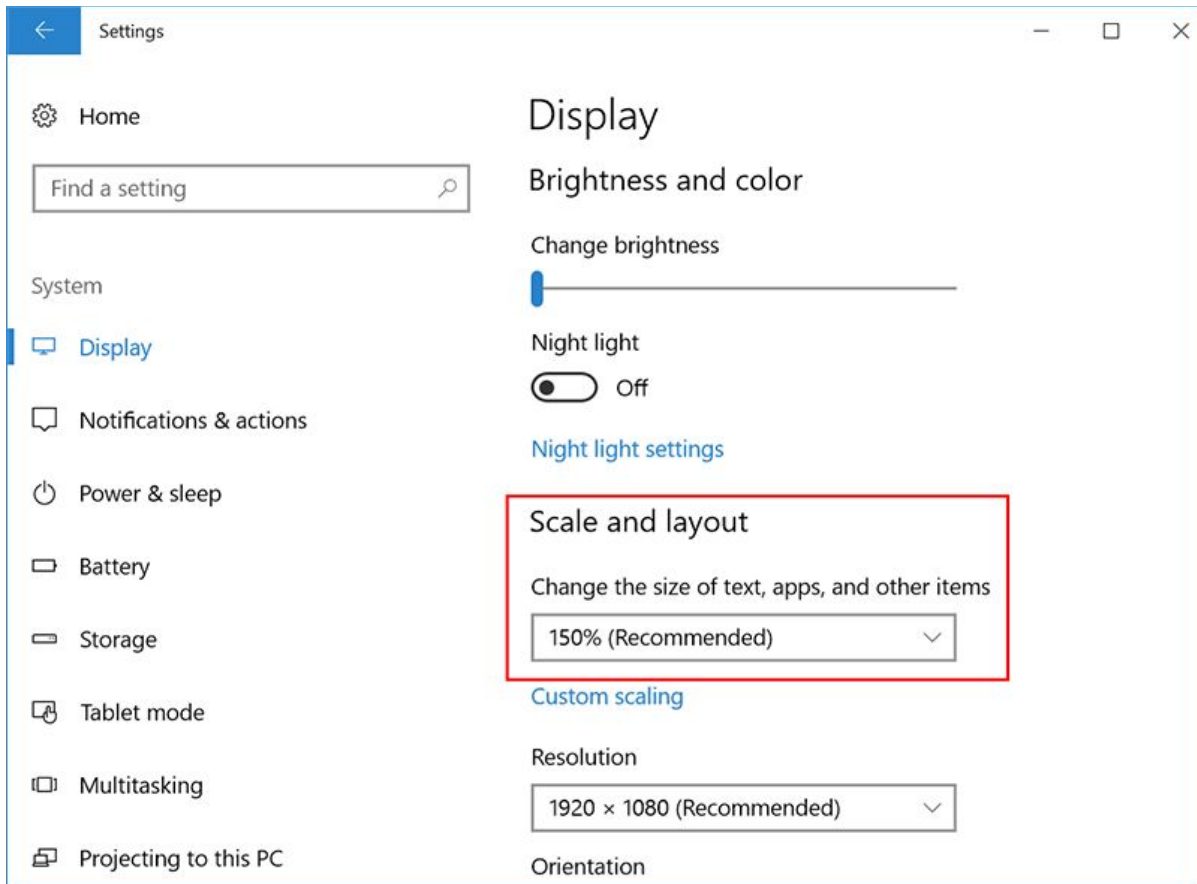 Settings
Home
Find a setting
System
Display
Notifications & actions
Power & sleep
Battery
Storage
Tablet mode
Multitasking
Projecting to this PC
Display
Brightness and color
Change brightness
Night light
Off
Night light settings
Scale and layout
Change the size of text, apps, and other items
150% (Recommended)
Custom scaling
Resolution
1920 × 1080 (Recommended)
Orientation